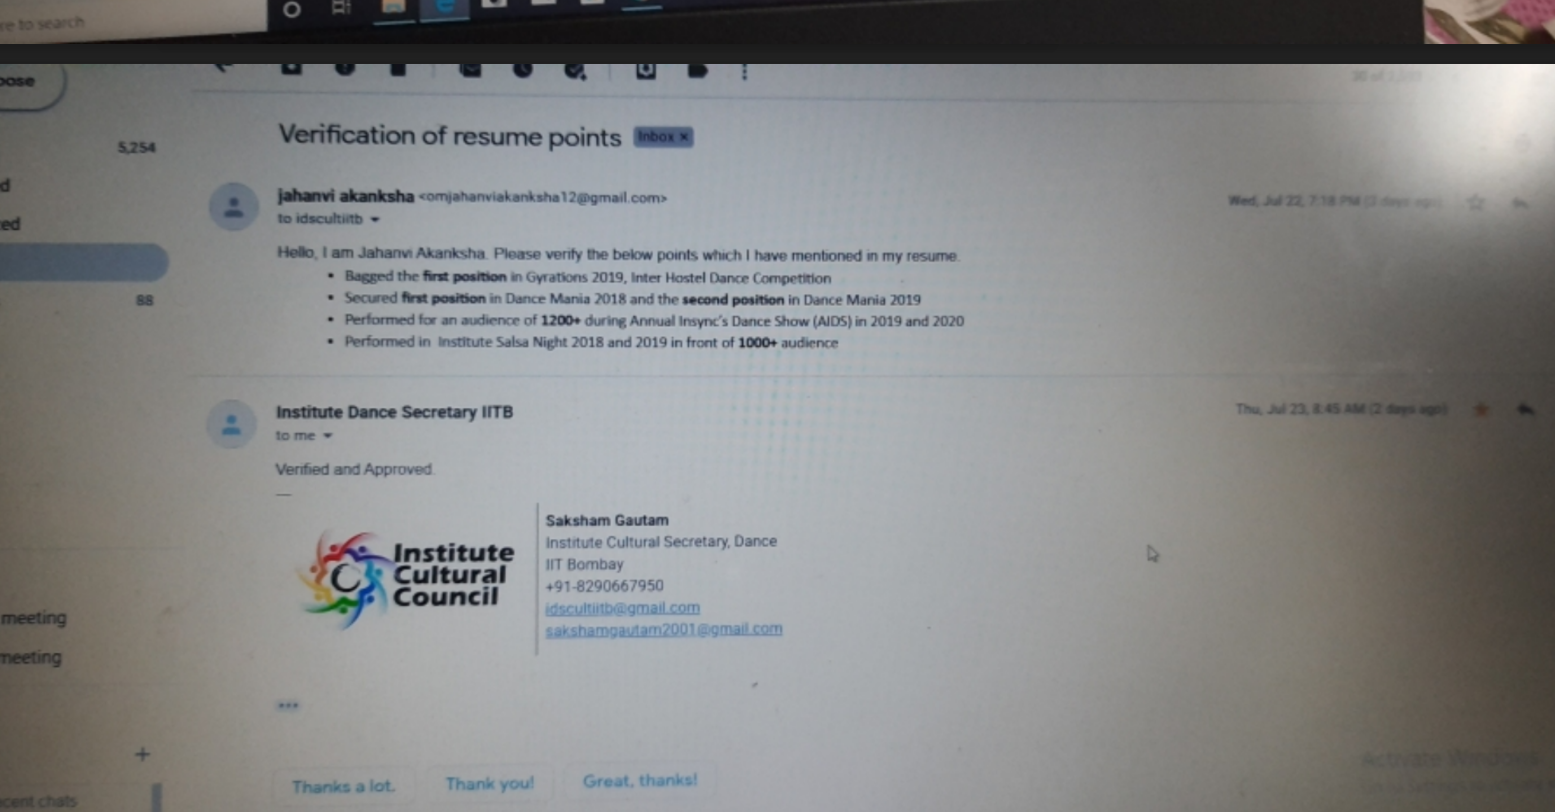 re to search
pose
5,254
d
ed
88
meeting
meeting
+
cent chats
Verification of resume points Inbox ×
jahanvi akanksha <omjahanviakanksha12@gmail.com>
Wed, Jul 22, 7:18 PM (3 days ago)
to idscultiitb
Hello, I am Jahanvi Akanksha. Please verify the below points which I have mentioned in my resume.
• Bagged the first position in Gyrations 2019, Inter Hostel Dance Competition
• Secured first position in Dance Mania 2018 and the second position in Dance Mania 2019
• Performed for an audience of 1200+ during Annual Insync's Dance Show (AIDS) in 2019 and 2020
• Performed in Institute Salsa Night 2018 and 2019 in front of 1000+ audience
Institute Dance Secretary IITB
Thu, Jul 23, 8:45 AM (2 days ago)
to me
Verified and Approved.
—
Institute
Cultural
Council
Saksham Gautam
Institute Cultural Secretary, Dance
IIT Bombay
+91-8290667950
idscultiitb@gmail.com
sakshamgautam2001@gmail.com
•••
Thanks a lot. Thank you! Great, thanks!
Activate Windows